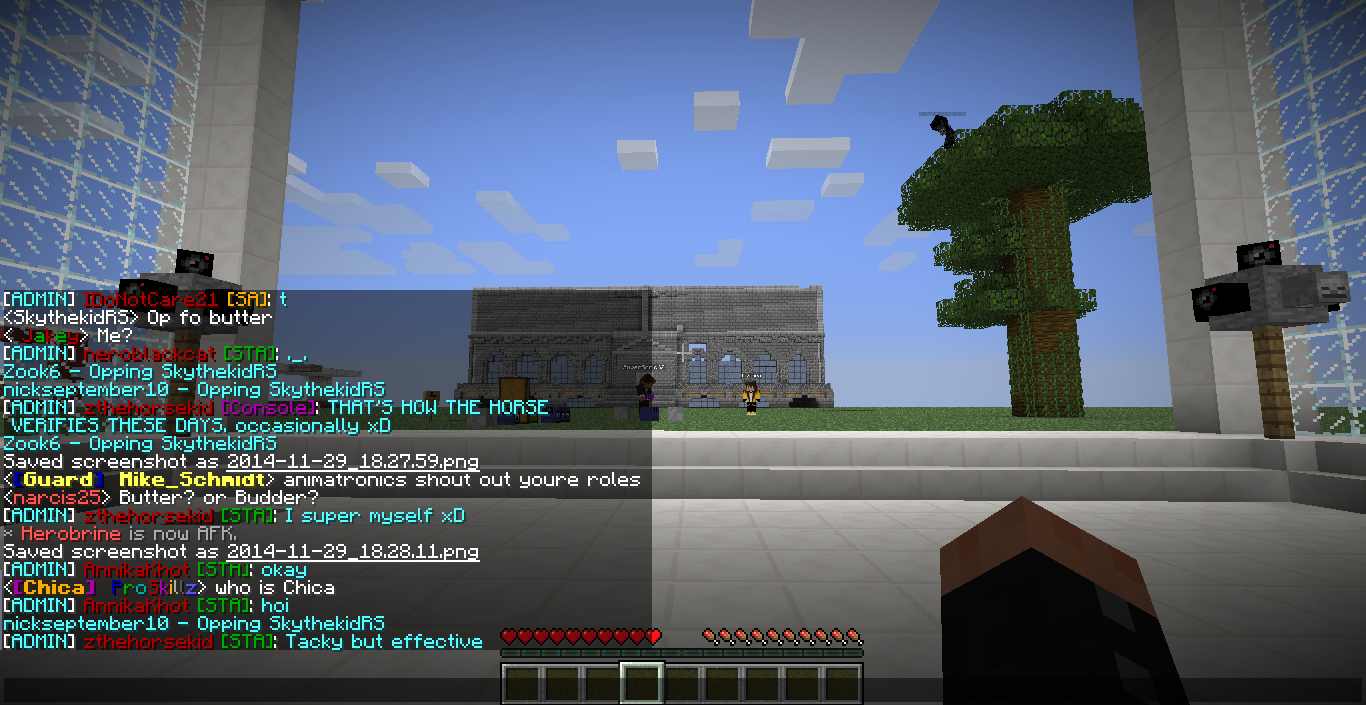 [ADMIN] IDoNotCare21 [SA]: t
<SkythekidRS> Op fo butter
< Jakey> Me?
[ADMIN] neroblackcat [STA]: ._.
Zook6 - Opping SkythekidRS
nickseptember10 - Opping SkythekidRS
[ADMIN] zthehorsekid [Console]: THAT'S HOW THE HORSE
VERIFIES THESE DAYS. occasionally xD
Zook6 - Opping SkythekidRS
Saved screenshot as 2014-11-29_18.27.59.png
<[Guard] Mike_Schmidt> animatronics shout out youre roles
<narcis25> Butter? or Budder?
[ADMIN] zthehorsekid [STA]: I super myself xD
* Herobrine is now AFK.
Saved screenshot as 2014-11-29_18.28.11.png
[ADMIN] AnnikaKhot [STA]: okay
<[Chica] ProSkillz> who is Chica
[ADMIN] AnnikaKhot [STA]: hoi
nickseptember10 - Opping SkythekidRS
[ADMIN] zthehorsekid [STA]: Tacky but effective